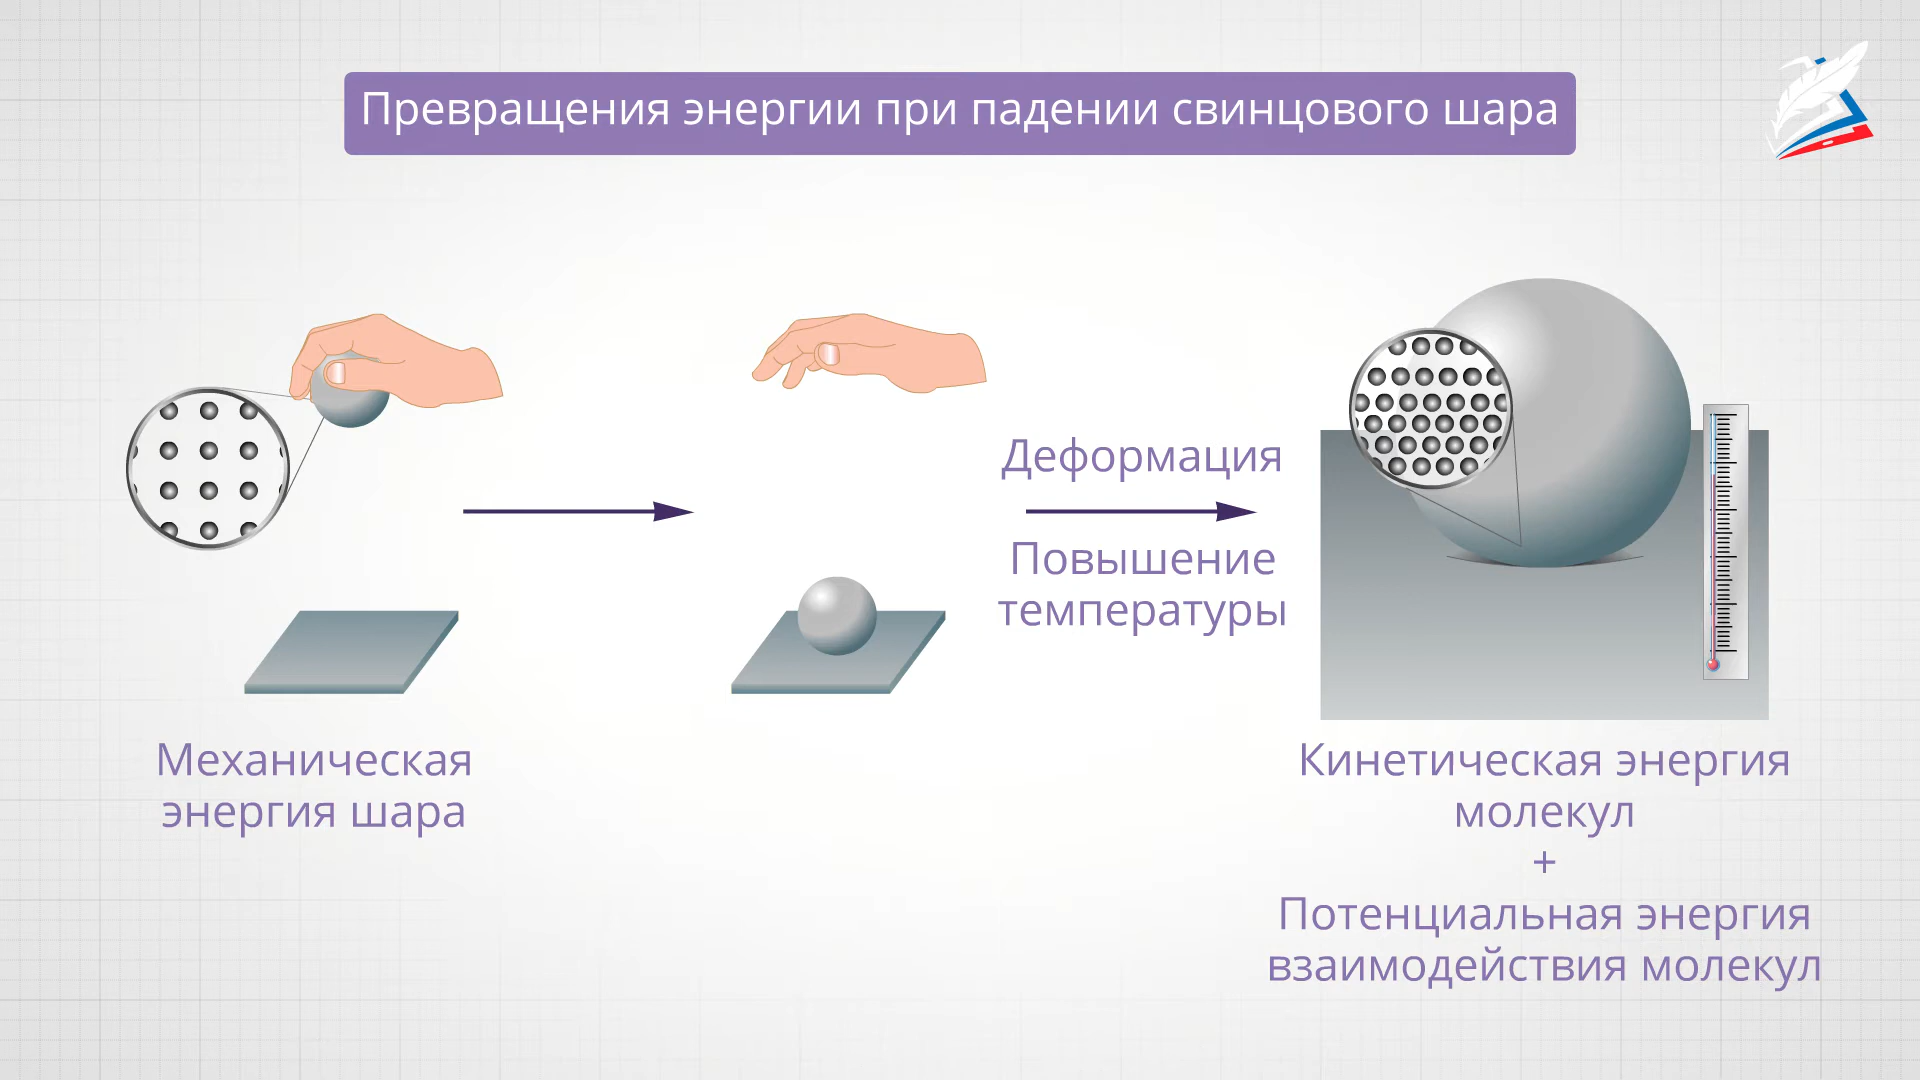 Превращения энергии при падении свинцового шара
Деформация
Повышение
температуры
Механическая
энергия шара
Кинетическая энергия
молекул
+
Потенциальная энергия
взаимодействия молекул